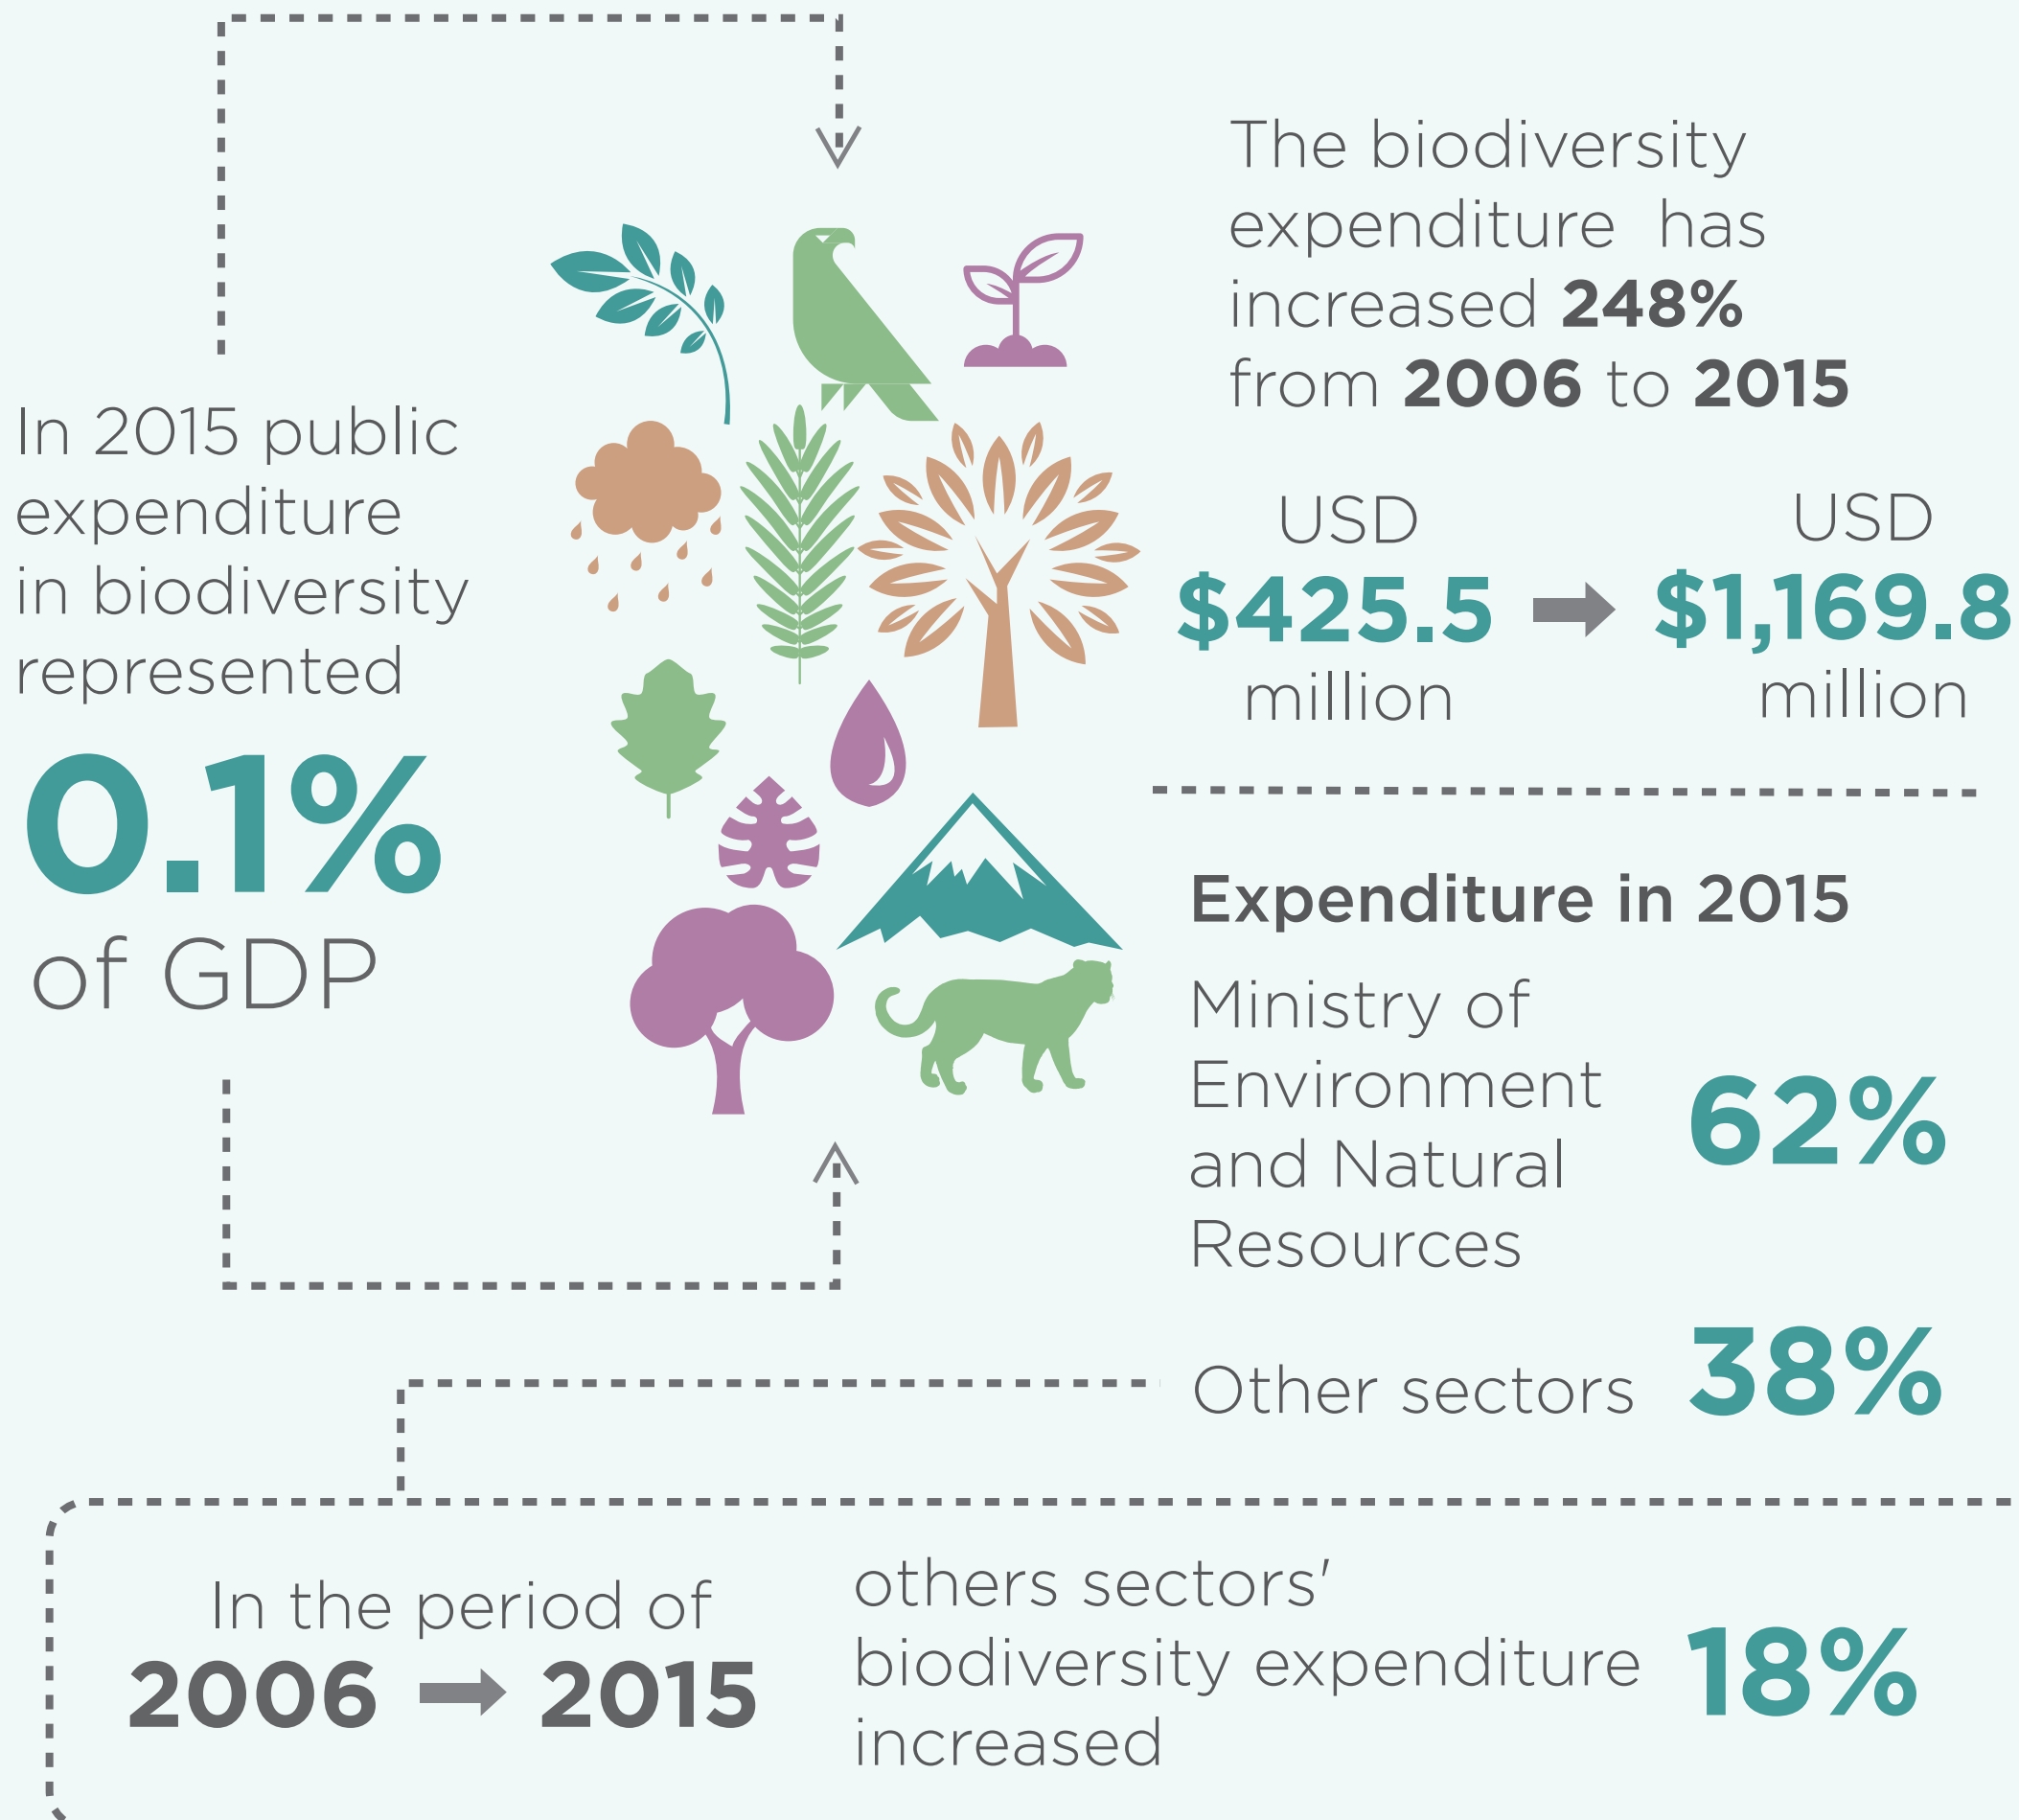 In 2015 public
expenditure
in biodiversity
represented
0.1%
of GDP
The biodiversity
expenditure has
increased 248%
from 2006 to 2015
USD
$425.5
million
USD
$1,169.8
million
Expenditure in 2015
Ministry of
Environment
and Natural
Resources
62%
Other sectors 38%
In the period of
2006 2015
others sectors'
biodiversity expenditure
increased
18%